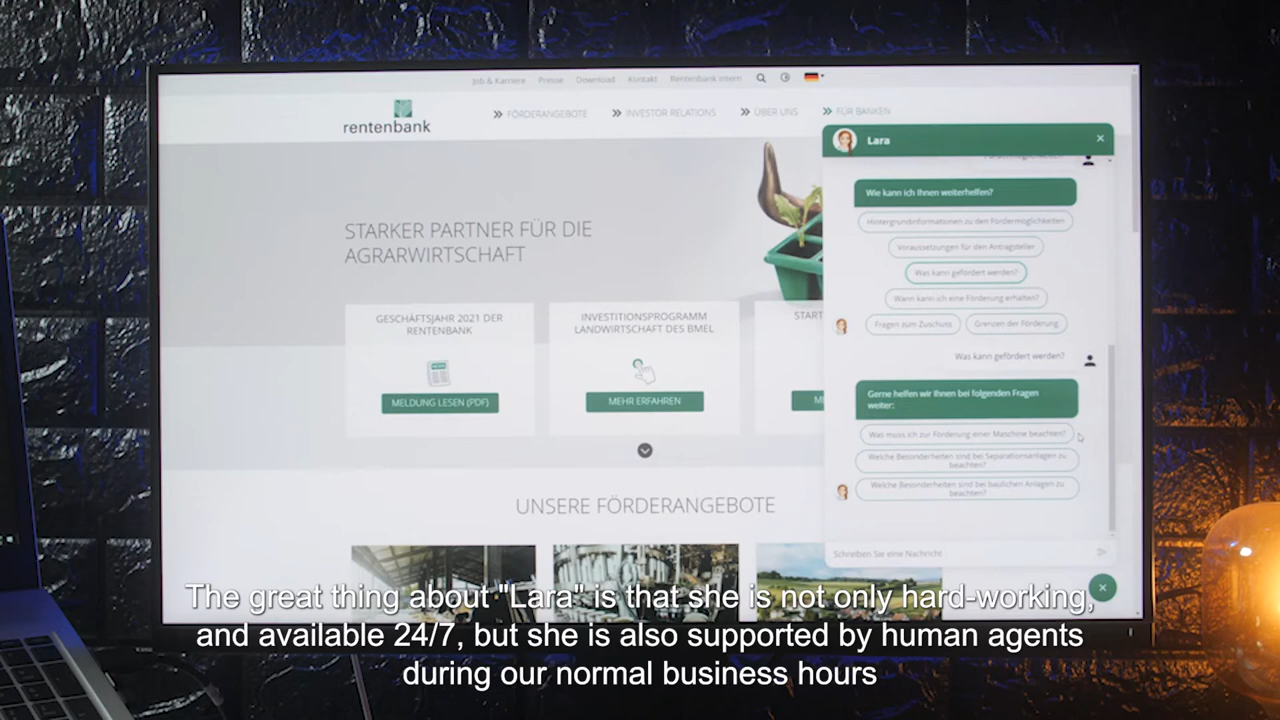 Job & Karriere Presse Download Kontakt Rentenbank intern
rentenbank
FÖRDERANGEBOTE INVESTOR RELATIONS ÜBER UNS FÜR BANKEN
STARKER PARTNER FÜR DIE
AGRARWIRTSCHAFT
GESCHÄFTSJAHR 2021 DER
RENTENBANK
MELDUNG LESEN (PDF)
INVESTITIONSPROGRAMM
LANDWIRTSCHAFT DES BMEL
MEHR ERFAHREN
START
UNSERE FÖRDERANGEBOTE
Lara
Wie kann ich Ihnen weiterhelfen?
Hintergrundinformationen zu den Fördermöglichkeiten
Voraussetzungen für den Antragsteller
Was kann gefördert werden?
Wann kann ich eine Förderung erhalten?
Fragen zum Zuschuss Grenzen der Förderung
Was kann gefördert werden?
Gerne helfen wir Ihnen bei folgenden Fragen
weiter:
Was muss ich zur Förderung einer Maschine beachten?
Welche Besonderheiten sind bei Separationsanlagen zu
beachten?
Welche Besonderheiten sind bei baulichen Anlagen zu
beachten?
Schreiben Sie eine Nachricht
The great thing about "Lara" is that she is not only hard-working,
and available 24/7, but she is also supported by human agents
during our normal business hours